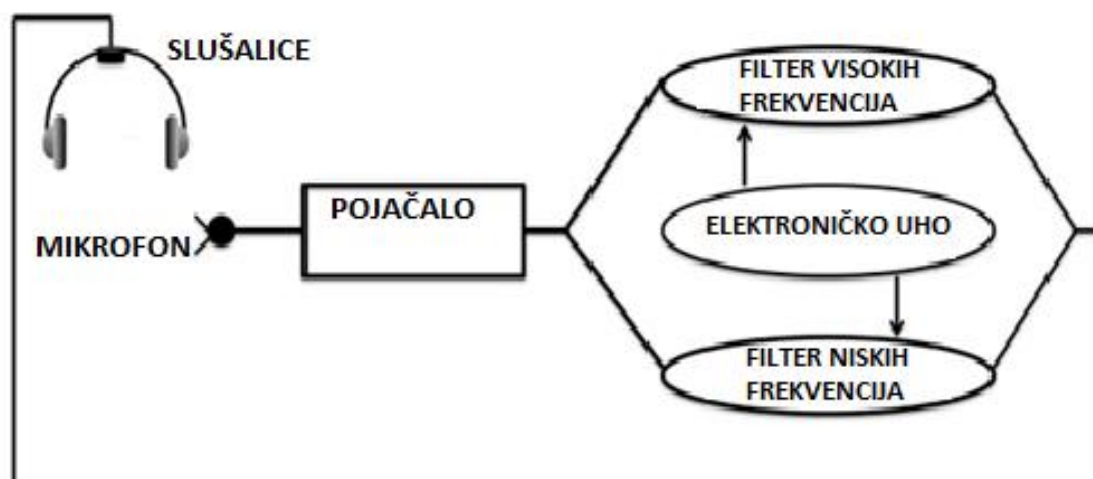 SLUŠALICE
FILTER VISOKIH
FREKVENCIJA
POJAČALO
ELEKTRONIČKO UHO
MIKROFON
FILTER NISKIH
FREKVENCIJA